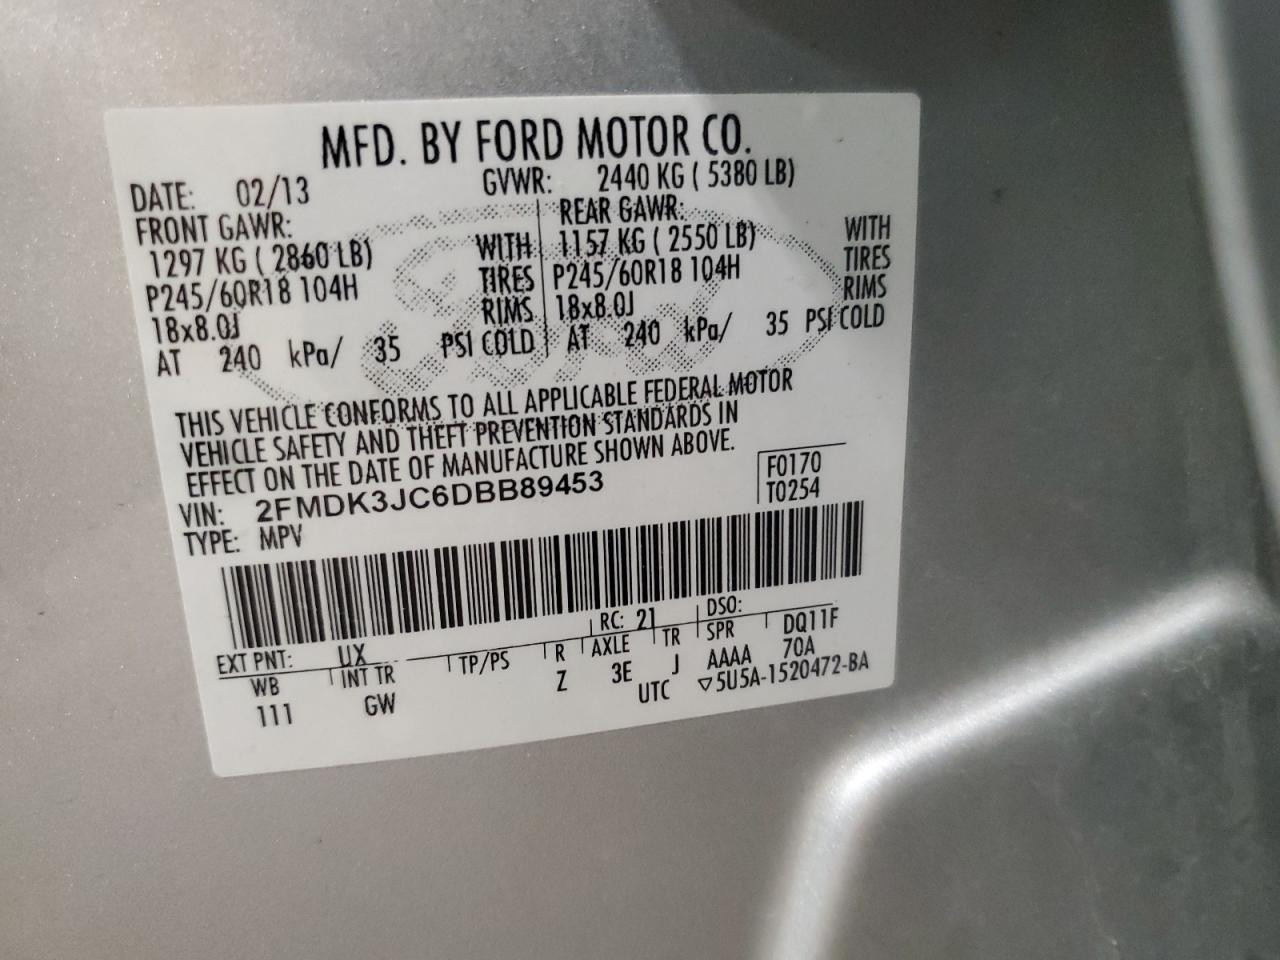 MFD. BY FORD MOTOR CO.
DATE: 02/13 GVWR: 2440 KG ( 5380 LB)
FRONT GAWR: REAR GAWR:
1297 KG ( 2860 LB) WITH 1157 KG ( 2550 LB) WITH
P245/60R18 104H TIRES P245/60R18 104H TIRES
18x8.0J RIMS 18x8.0J RIMS
AT 240 kPa/ 35 PSI COLD AT 240 kPa/ 35 PSI COLD
THIS VEHICLE CONFORMS TO ALL APPLICABLE FEDERAL MOTOR
VEHICLE SAFETY AND THEFT PREVENTION STANDARDS IN
EFFECT ON THE DATE OF MANUFACTURE SHOWN ABOVE.
VIN: 2FMDK3JC6DBB89453 F0170
TYPE: MPV T0254
EXT PNT: UX RC: 21 DSO:
WB INT TR TP/PS R AXLE TR SPR DQ11F
111 GW Z 3E J AAAA 70A
UTC ▽5U5A-1520472-BA